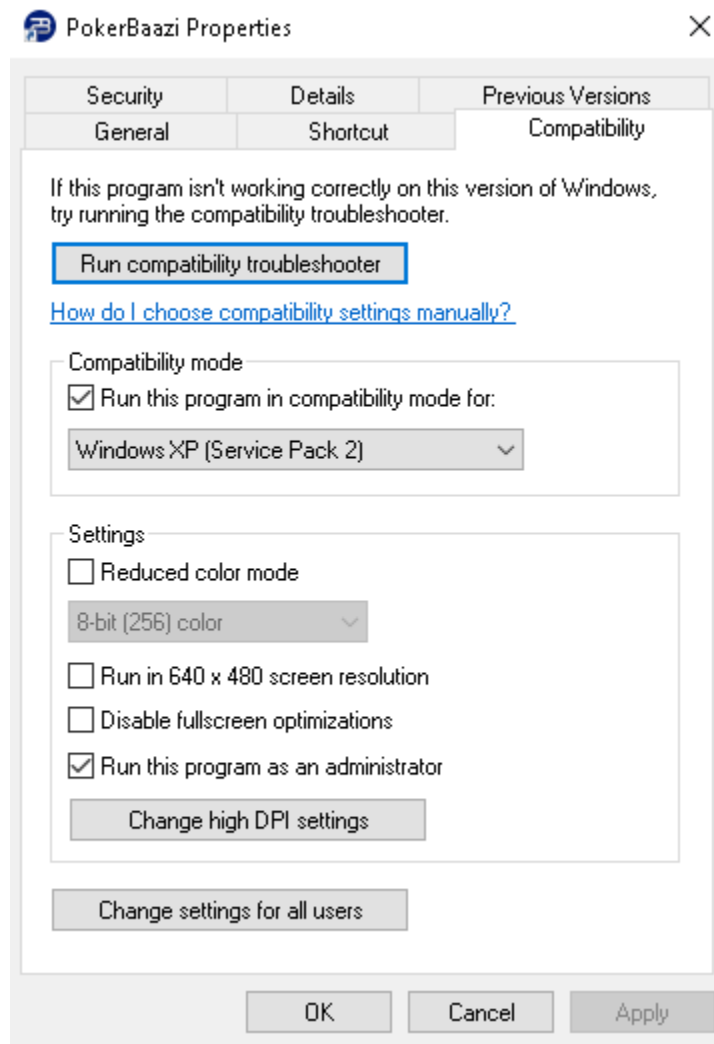 PokerBaazi Properties
Security
Details
Previous Versions
General
Shortcut
Compatibility
If this program isn't working correctly on this version of Windows,
try running the compatibility troubleshooter.
Run compatibility troubleshooter
How do I choose compatibility settings manually?
Compatibility mode
Run this program in compatibility mode for:
Windows XP (Service Pack 2)
Settings
Reduced color mode
8-bit (256) color
Run in 640 x 480 screen resolution
Disable fullscreen optimizations
Run this program as an administrator
Change high DPI settings
Change settings for all users
OK
Cancel
Apply